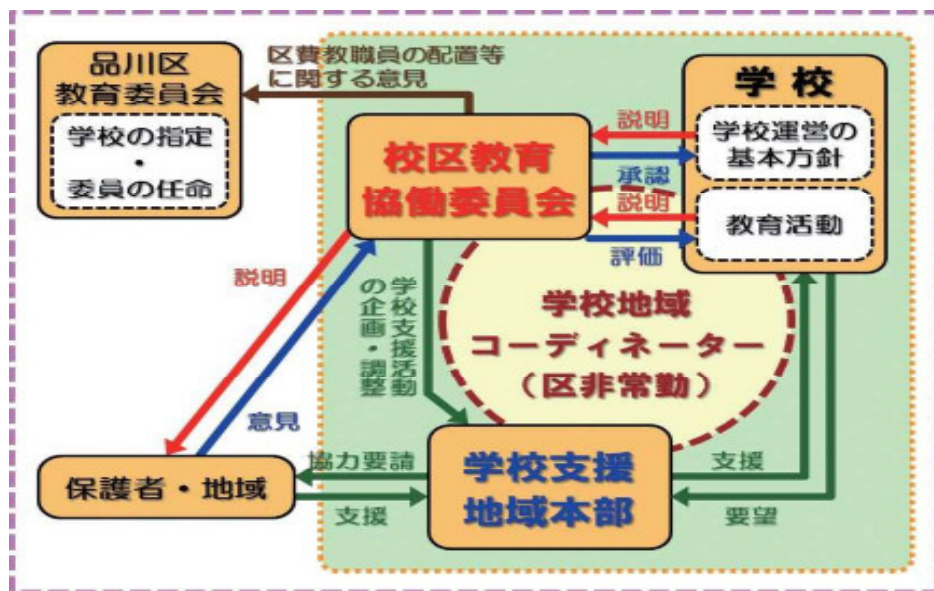 品川区
教育委員会
学校の指定
・
委員の任命
区費教職員の配置等
に関する意見
学校
説明
学校運営の
基本方針
承認
説明
教育活動
評価
校区教育
協働委員会
説明
意見
学校支援活動
の企画・調整
学校地域
コーディネーター
(区非常勤)
保護者・地域
協力要請
支援
学校支援
地域本部
支援
要望